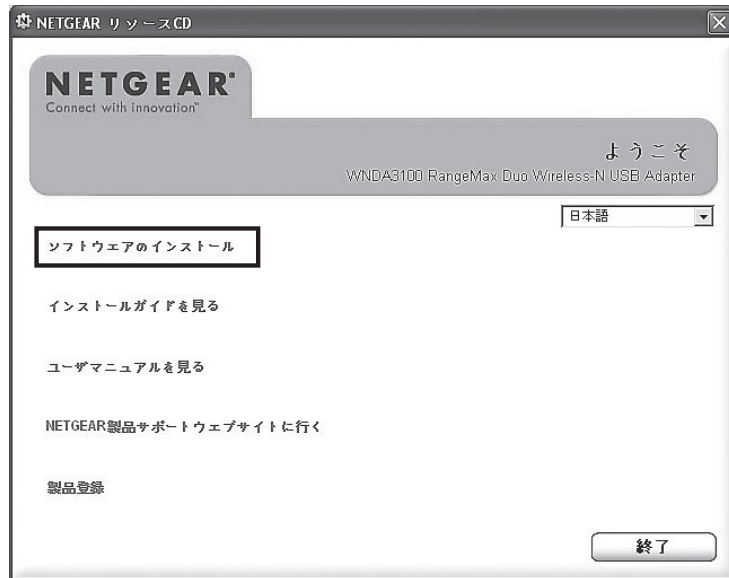 NETGEAR リソースCD
NETGEAR®
Connect with innovation™
ようこそ
WNDA3100 RangeMax Duo Wireless-N USB Adapter
日本語
ソフトウェアのインストール
インストールガイドを見る
ユーザマニュアルを見る
NETGEAR製品サポートウェブサイトに行く
製品登録
終了